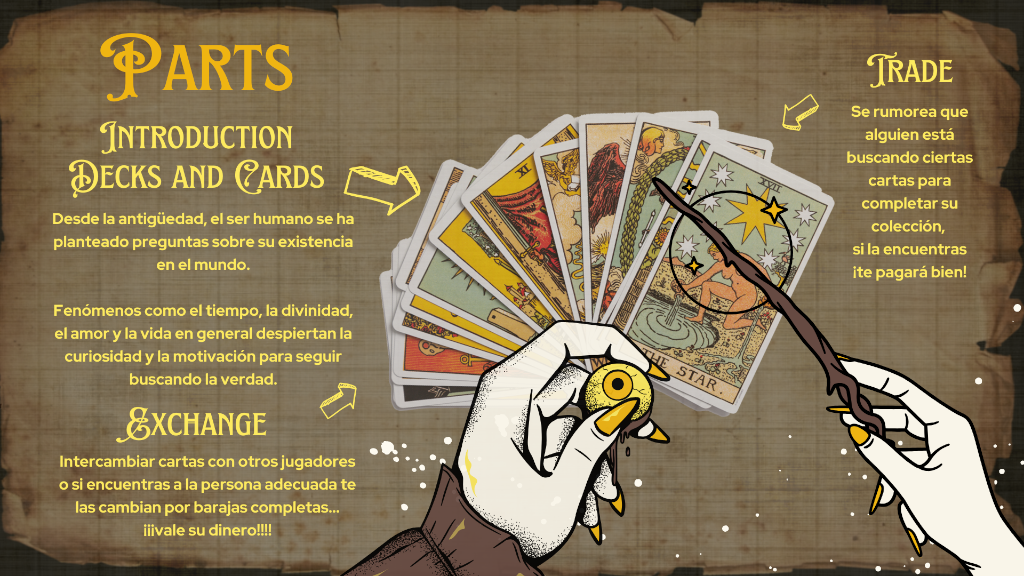 PARTS
INTRODUCTION
DECKS AND CARDS
Desde la antigüedad, el ser humano se ha
planteado preguntas sobre su existencia
en el mundo.
Fenómenos como el tiempo, la divinidad,
el amor y la vida en general despiertan la
curiosidad y la motivación para seguir
buscando la verdad.
EXCHANGE
Intercambiar cartas con otros jugadores
o si encuentras a la persona adecuada te
las cambian por barajas completas...
¡¡¡vale su dinero!!!!
TRADE
Se rumorea que
alguien está
buscando ciertas
cartas para
completar su
colección,
si la encuentras
¡te pagará bien!
XI
XVII
THE STAR.